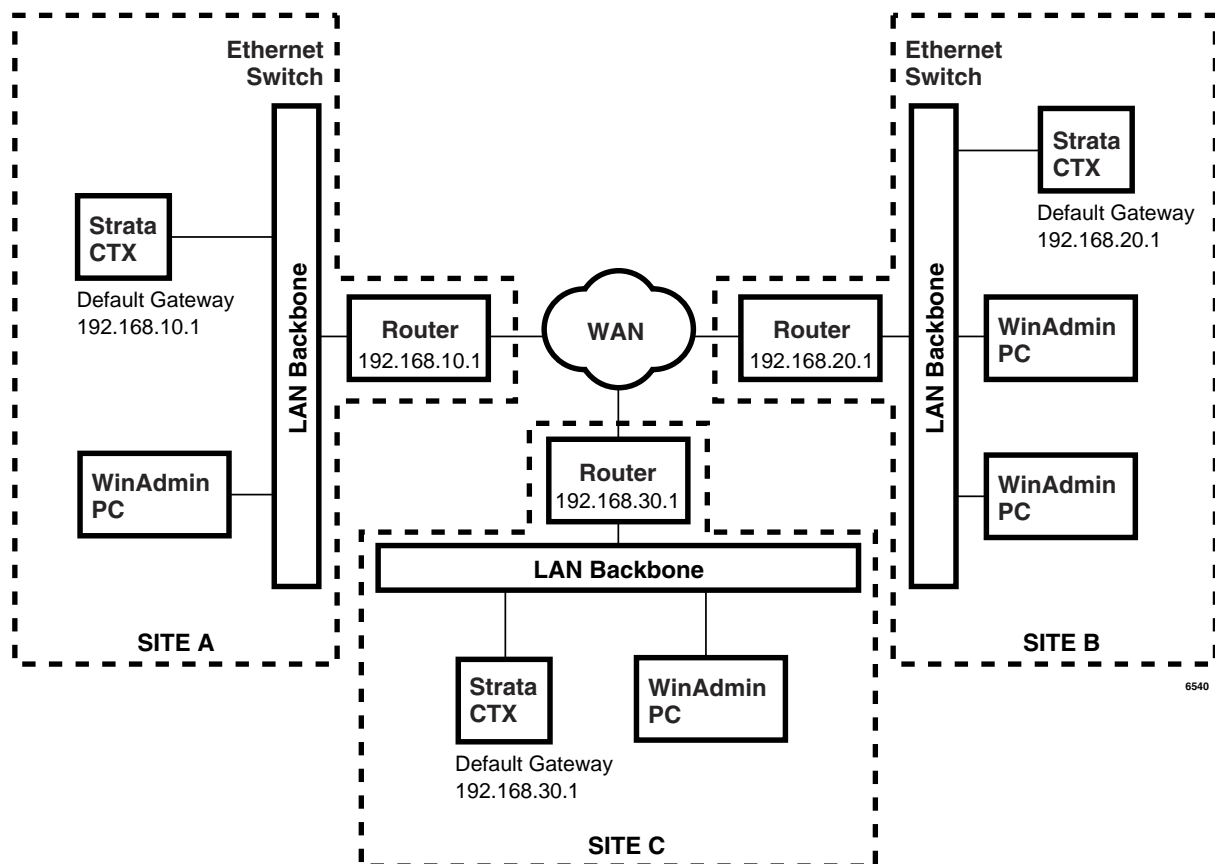 Ethernet
Switch
Strata
CTX
Default Gateway
192.168.10.1
LAN Backbone
Router
192.168.10.1
WinAdmin
PC
SITE A
WAN
Router
192.168.30.1
LAN Backbone
Strata
CTX
Default Gateway
192.168.30.1
WinAdmin
PC
SITE C
Ethernet
Switch
Router
192.168.20.1
LAN Backbone
Strata
CTX
Default Gateway
192.168.20.1
WinAdmin
PC
WinAdmin
PC
SITE B
6540